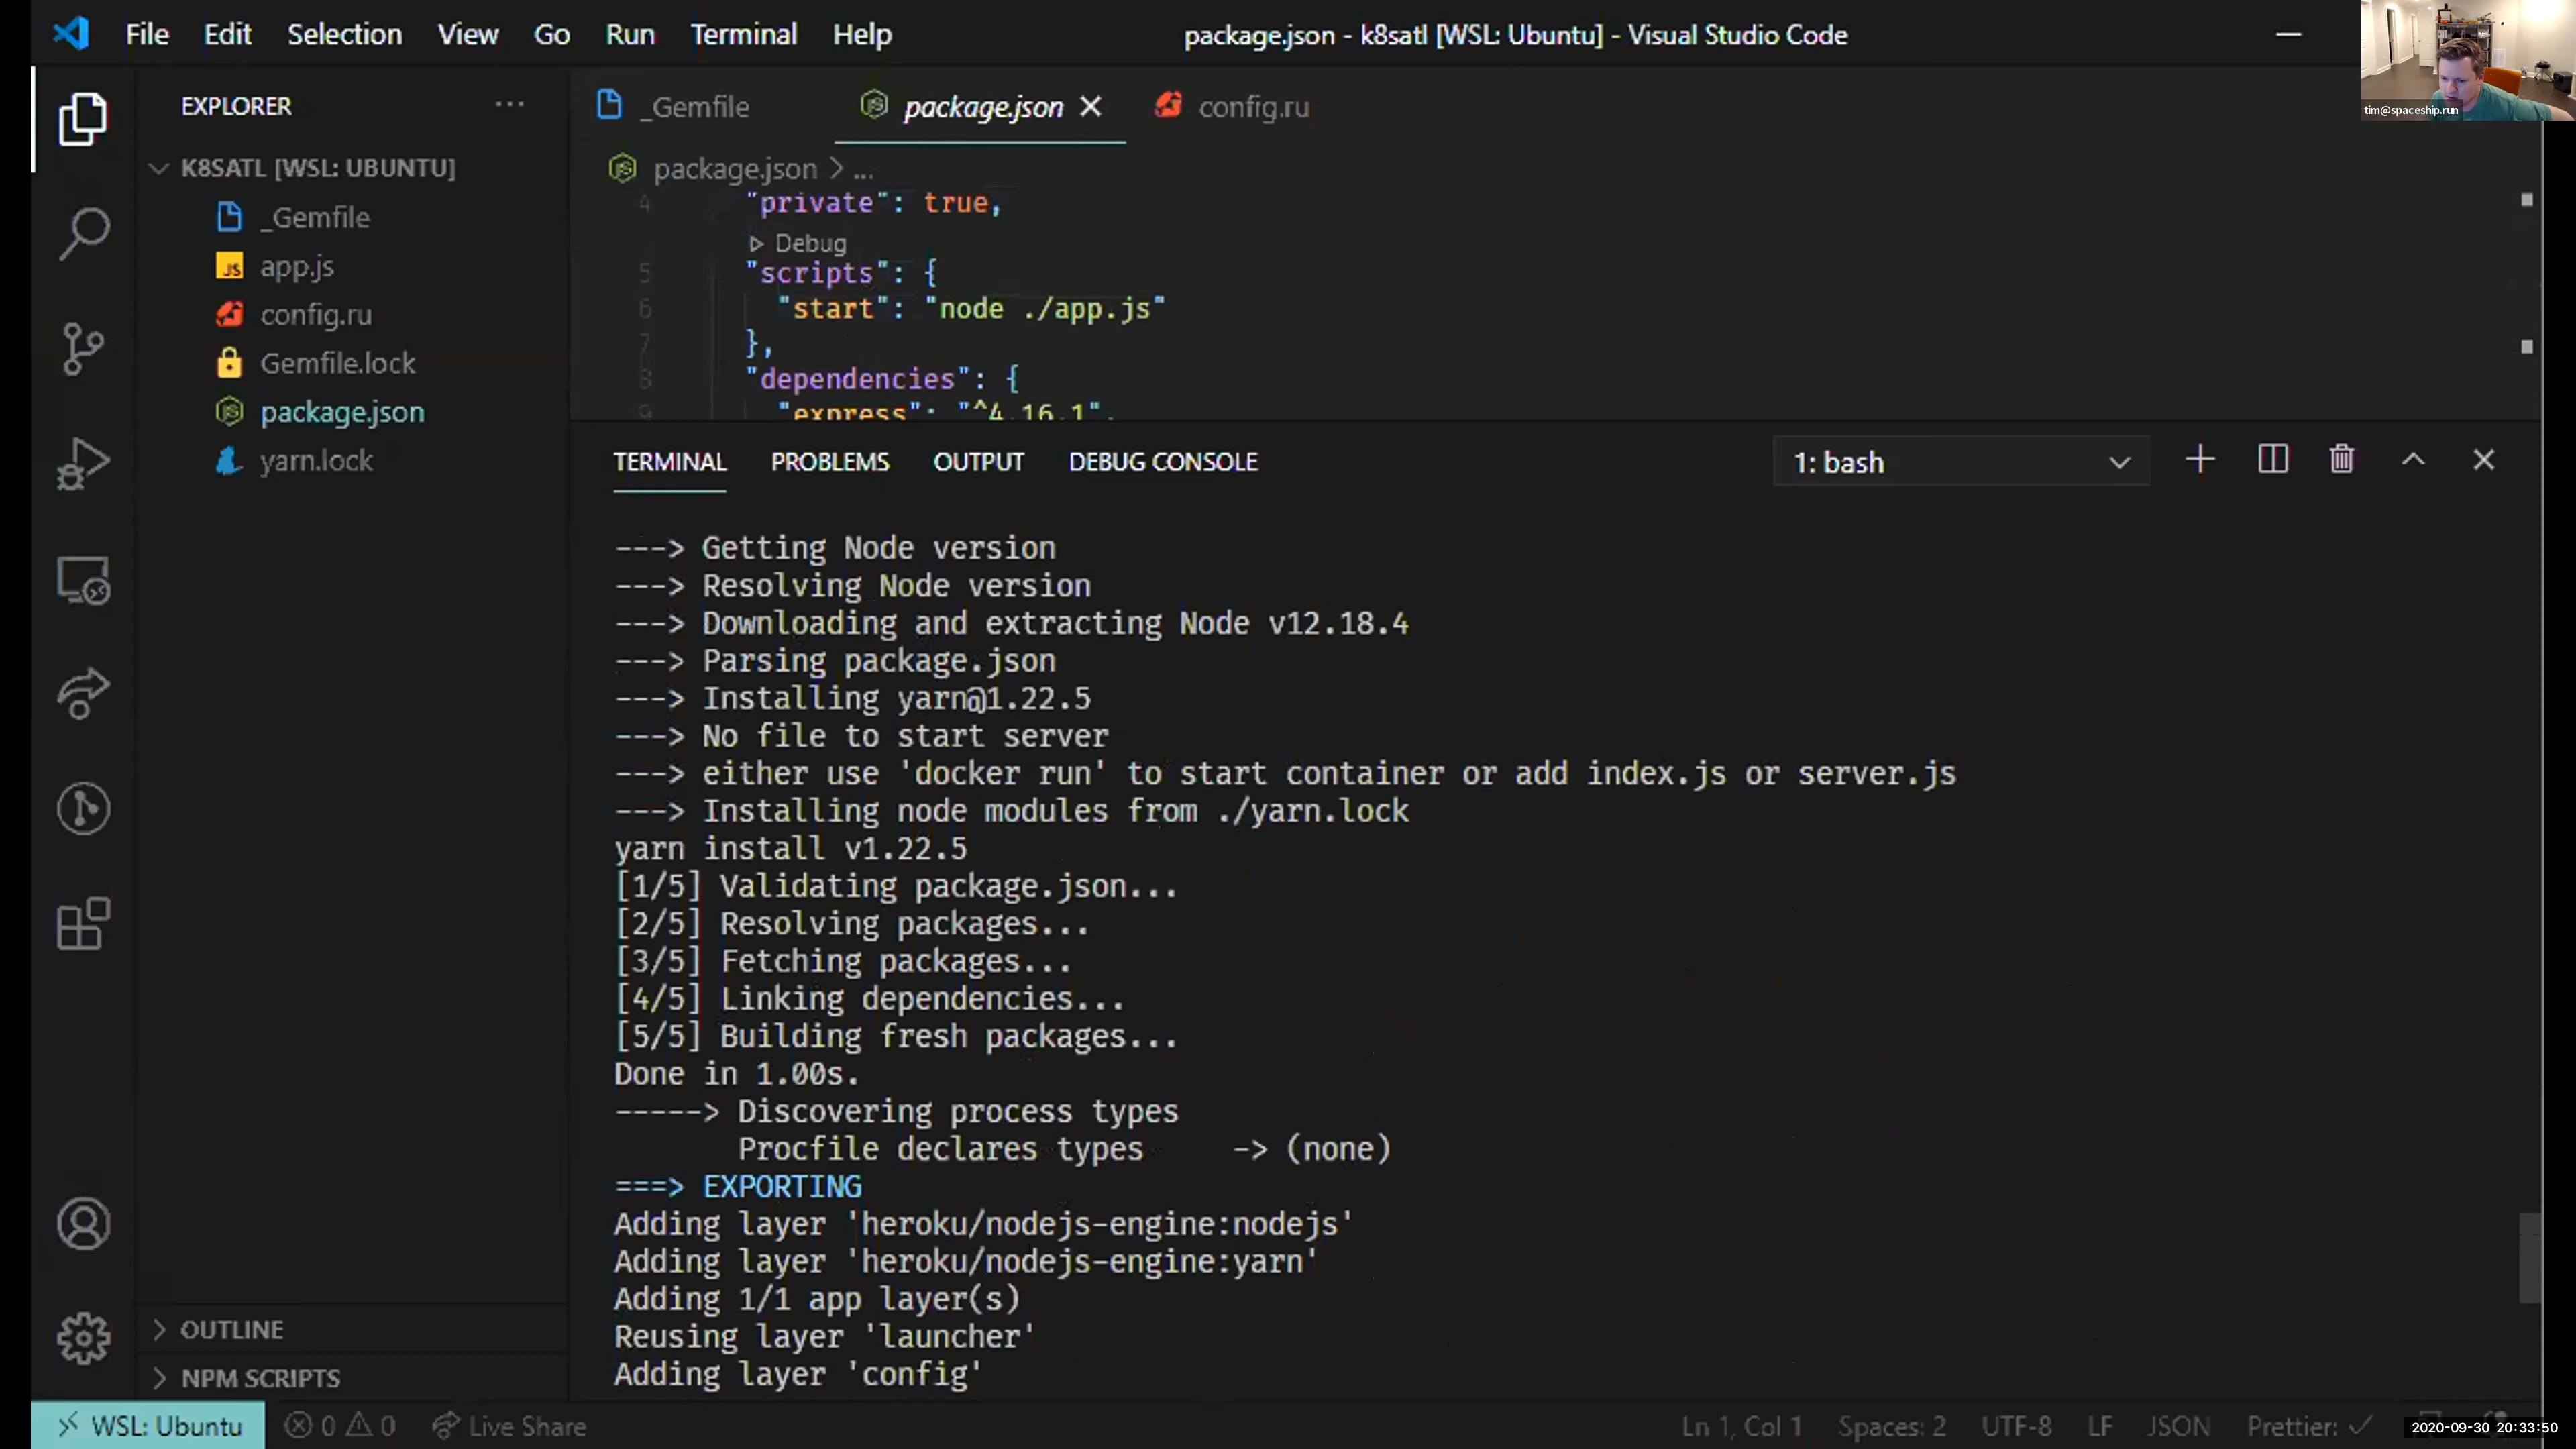 File Edit Selection View Go Run Terminal Help
package.json - k8satl [WSL: Ubuntu] - Visual Studio Code
tim@spaceship.run
EXPLORER
K8SATL [WSL: UBUNTU]
_Gemfile
app.js
config.ru
Gemfile.lock
package.json
yarn.lock
OUTLINE
NPM SCRIPTS
_Gemfile package.json config.ru
package.json > ...
4 "private": true,
Debug
5 "scripts": {
6 "start": "node ./app.js"
7 },
8 "dependencies": {
9 "express": "^4.16.1",
TERMINAL PROBLEMS OUTPUT DEBUG CONSOLE 1: bash
---> Getting Node version
---> Resolving Node version
---> Downloading and extracting Node v12.18.4
---> Parsing package.json
---> Installing yarn@1.22.5
---> No file to start server
---> either use 'docker run' to start container or add index.js or server.js
---> Installing node modules from ./yarn.lock
yarn install v1.22.5
[1/5] Validating package.json...
[2/5] Resolving packages...
[3/5] Fetching packages...
[4/5] Linking dependencies...
[5/5] Building fresh packages...
Done in 1.00s.
-----> Discovering process types
Procfile declares types -> (none)
===> EXPORTING
Adding layer 'heroku/nodejs-engine:nodejs'
Adding layer 'heroku/nodejs-engine:yarn'
Adding 1/1 app layer(s)
Reusing layer 'launcher'
Adding layer 'config'
WSL: Ubuntu 0 0 Live Share Ln 1, Col 1 Spaces: 2 UTF-8 LF JSON Prettier: ✓
2020-09-30 20:33:50